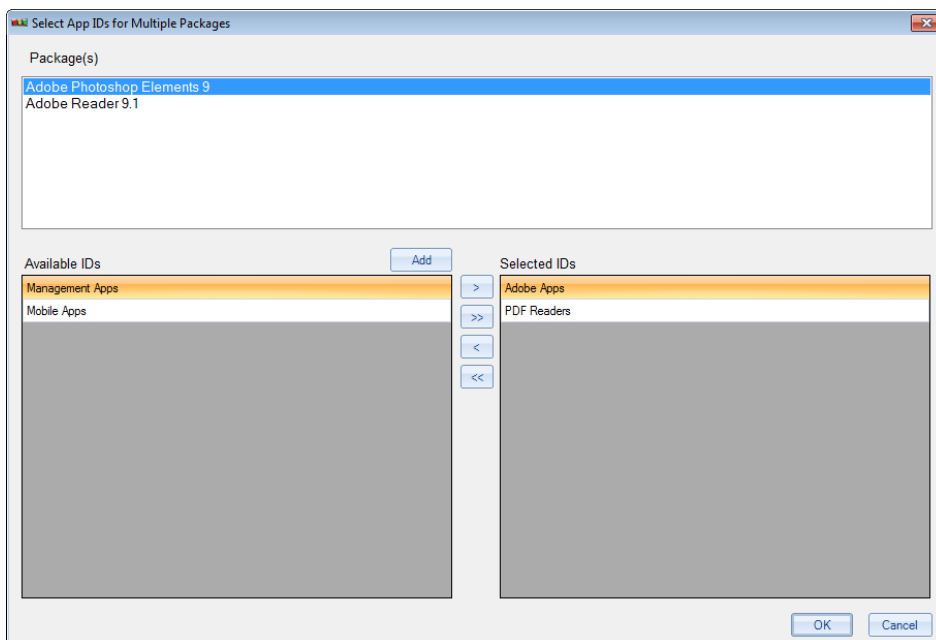 Select App IDs for Multiple Packages
Package(s)
Adobe Photoshop Elements 9
Adobe Reader 9.1
Available IDs
Add
Selected IDs
Management Apps
>
Adobe Apps
Mobile Apps
>>
PDF Readers
<
<<
OK
Cancel